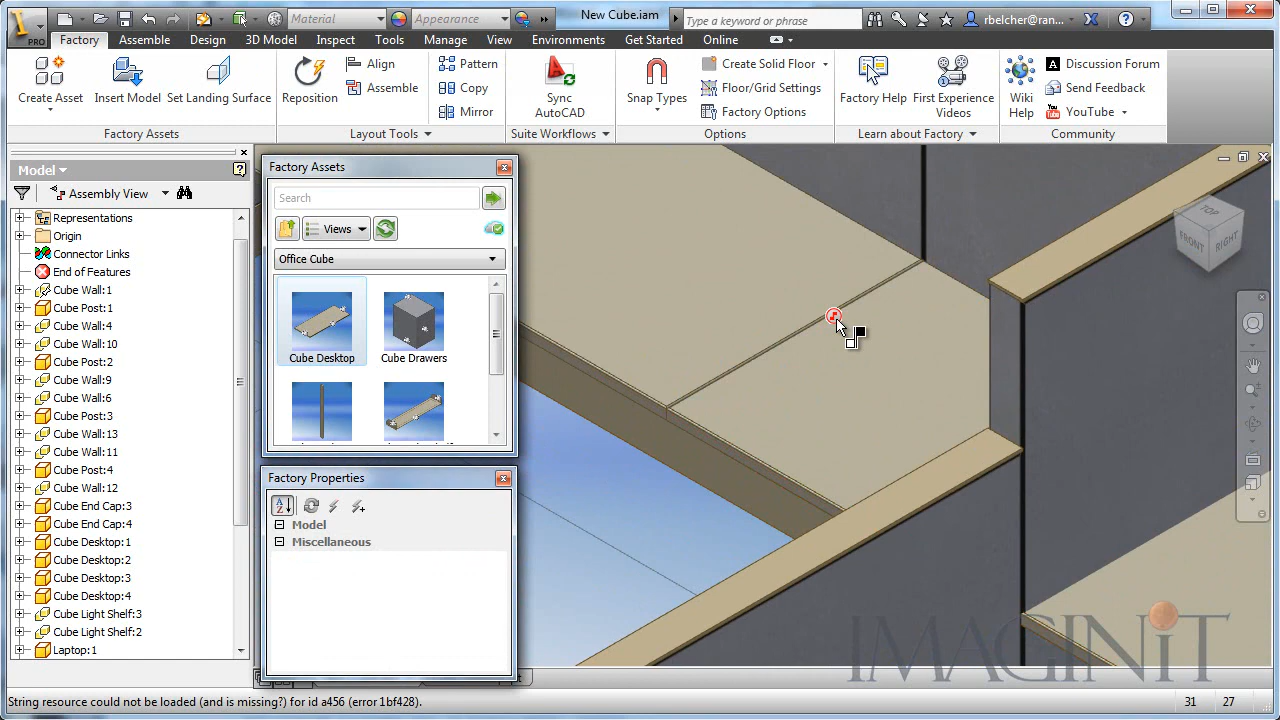 PRO
Material
Appearance
New Cube.iam
Type a keyword or phrase
rbelcher@ran...
Factory Assemble Design 3D Model Inspect Tools Manage View Environments Get Started Online
Create Asset
Insert Model
Set Landing Surface
Reposition
Align
Assemble
Pattern
Copy
Mirror
Sync AutoCAD
Snap Types
Create Solid Floor
Floor/Grid Settings
Factory Options
Factory Help
First Experience Videos
Wiki Help
Discussion Forum
Send Feedback
YouTube
Factory Assets
Layout Tools
Suite Workflows
Options
Learn about Factory
Community
Model
Assembly View
Representations
Origin
Connector Links
End of Features
Cube Wall:1
Cube Post:1
Cube Wall:4
Cube Wall:10
Cube Post:2
Cube Wall:9
Cube Wall:6
Cube Post:3
Cube Wall:13
Cube Wall:11
Cube Post:4
Cube Wall:12
Cube End Cap:3
Cube End Cap:4
Cube Desktop:1
Cube Desktop:2
Cube Desktop:3
Cube Desktop:4
Cube Light Shelf:3
Cube Light Shelf:2
Laptop:1
Factory Assets
Search
Views
Office Cube
Cube Desktop
Cube Drawers
Factory Properties
Model
Miscellaneous
TOP
FRONT
RIGHT
IMAGINiT
String resource could not be loaded (and is missing?) for id a456 (error 1bf428).
31 27